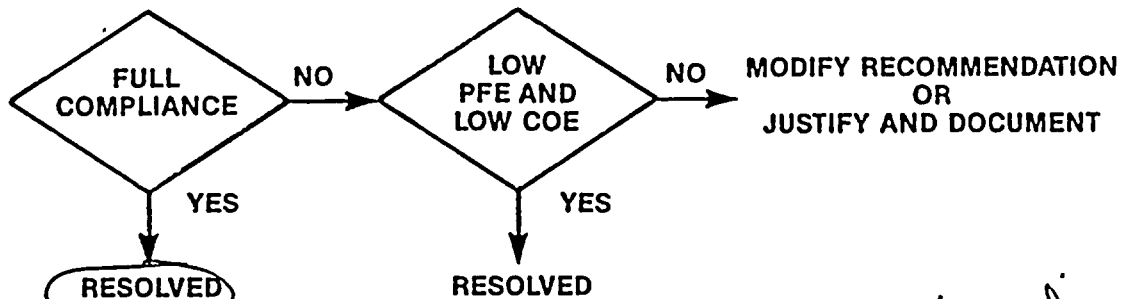 FULL
COMPLIANCE
NO
LOW
PFE AND
LOW COE
NO
MODIFY RECOMMENDATION
OR
JUSTIFY AND DOCUMENT
YES
YES
RESOLVED
RESOLVED